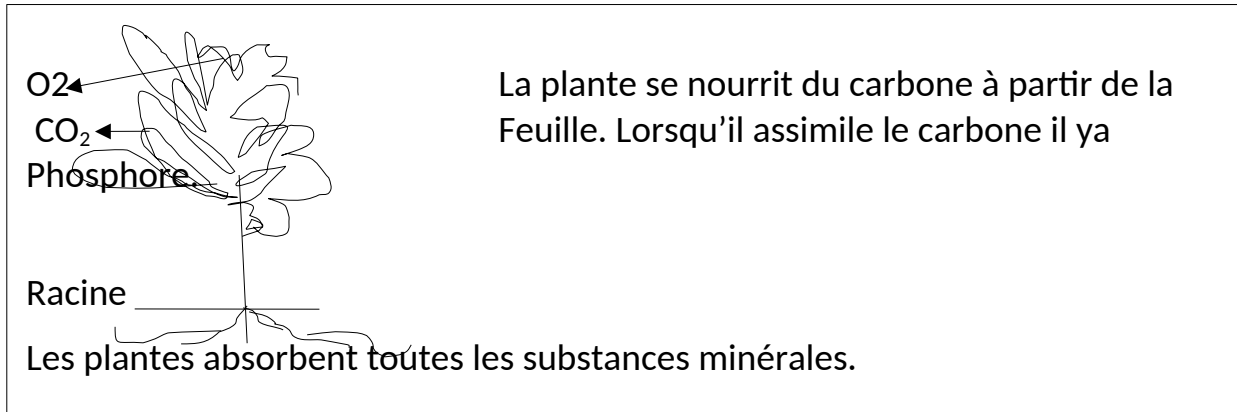 O2
La plante se nourrit du carbone à partir de la
CO₂
Feuille. Lorsqu’il assimile le carbone il ya
Phosphore.
Racine
Les plantes absorbent toutes les substances minérales.